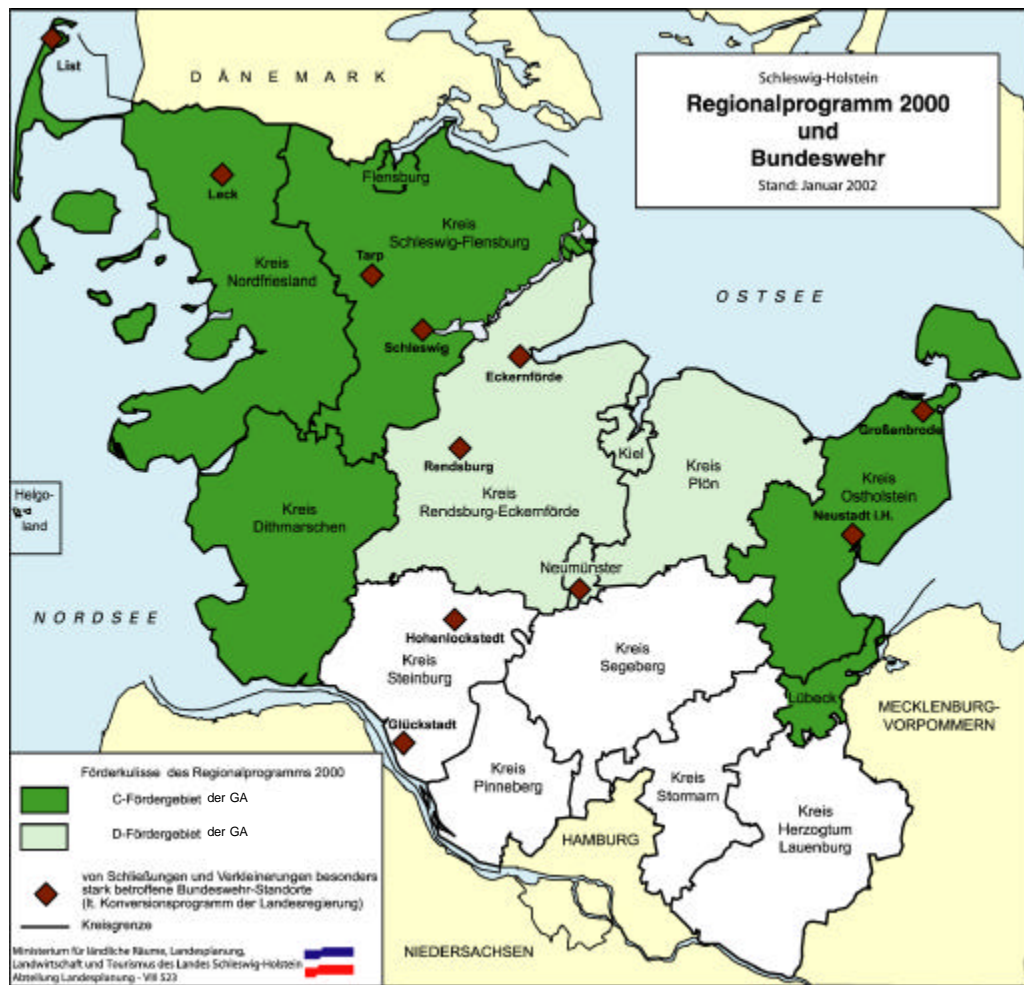 Schleswig-Holstein
Regionalprogramm 2000
und
Bundeswehr
Stand: Januar 2002
List
DÄNEMARK
Leck
Flensburg
Kreis
Schleswig-Flensburg
Tarp
Kreis
Nordfriesland
OSTSEE
Schleswig
Eckernförde
Großenbrode
Rendsburg
Kiel
Kreis
Plön
Kreis
Ostholstein
Kreis
Rendsburg-Eckernförde
Helgo-
land
Kreis
Dithmarschen
Neustadt i.H.
Neumünster
NORDSEE
Hohenlockstedt
Kreis
Steinburg
Kreis
Segeberg
Lübeck
MECKLENBURG-
VORPOMMERN
Glückstadt
Kreis
Pinneberg
Kreis
Stormarn
Kreis
Herzogtum
Lauenburg
HAMBURG
NIEDERSACHSEN
Förderkulisse des Regionalprogramms 2000
C-Fördergebiet der GA
D-Fördergebiet der GA
von Schließungen und Verkleinerungen besonders
stark betroffene Bundeswehr-Standorte
(lt. Konversionsprogramm der Landesregierung)
Kreisgrenze
Ministerium für ländliche Räume, Landesplanung,
Landwirtschaft und Tourismus des Landes Schleswig-Holstein
Abteilung Landesplanung - VIII 523